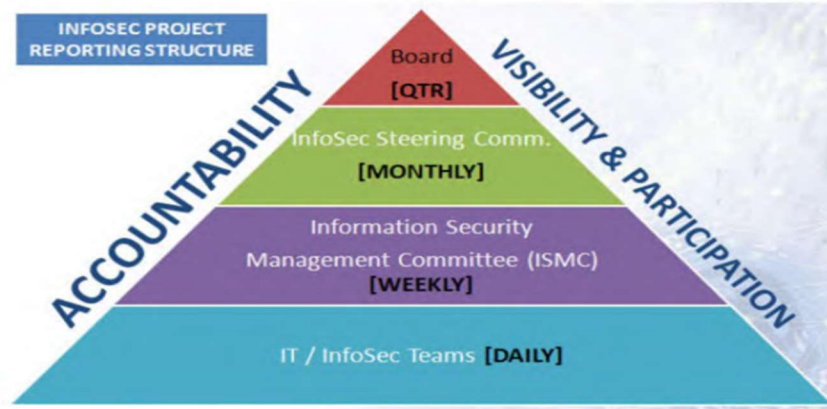 INFOSEC PROJECT
REPORTING STRUCTURE
Board
[QTR]
InfoSec Steering Comm.
[MONTHLY]
Information Security
Management Committee (ISMC)
[WEEKLY]
IT / InfoSec Teams [DAILY]
ACCOUNTABILITY
VISIBILITY & PARTICIPATION